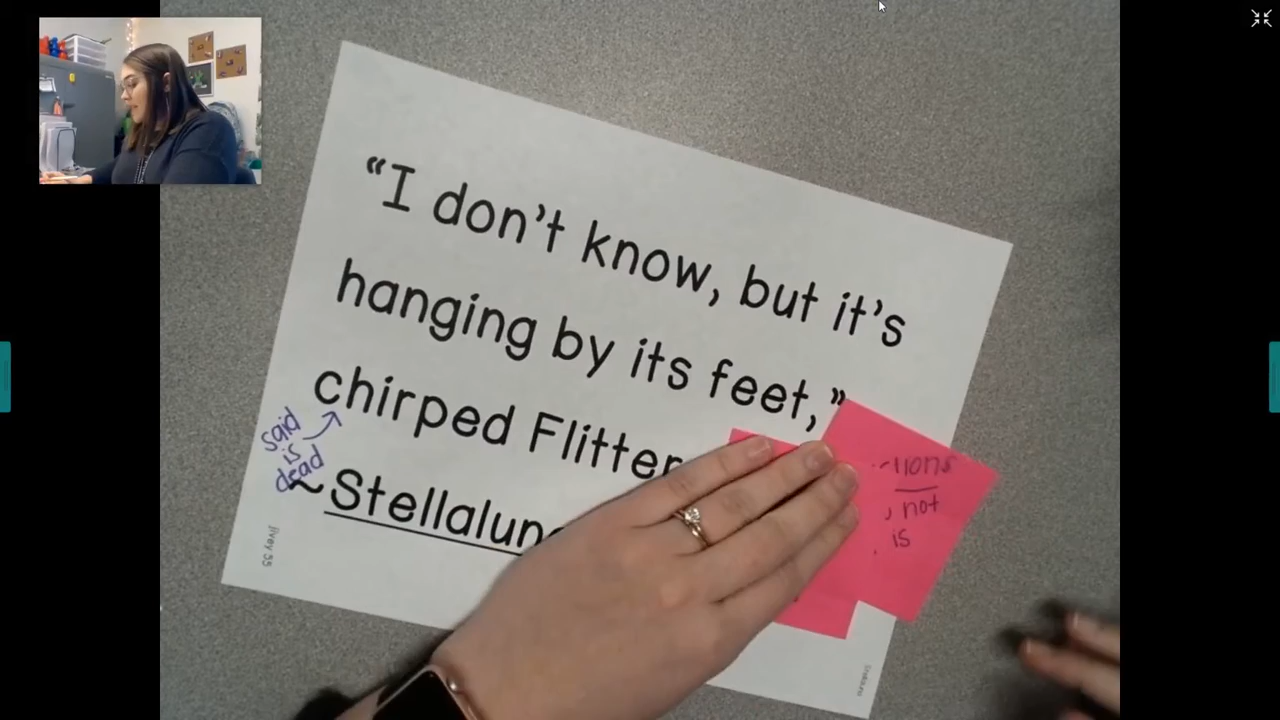 “I don’t know, but it’s
hanging by its feet,”
chirped Flitter
~Stellalun
said
is
dead
not
is